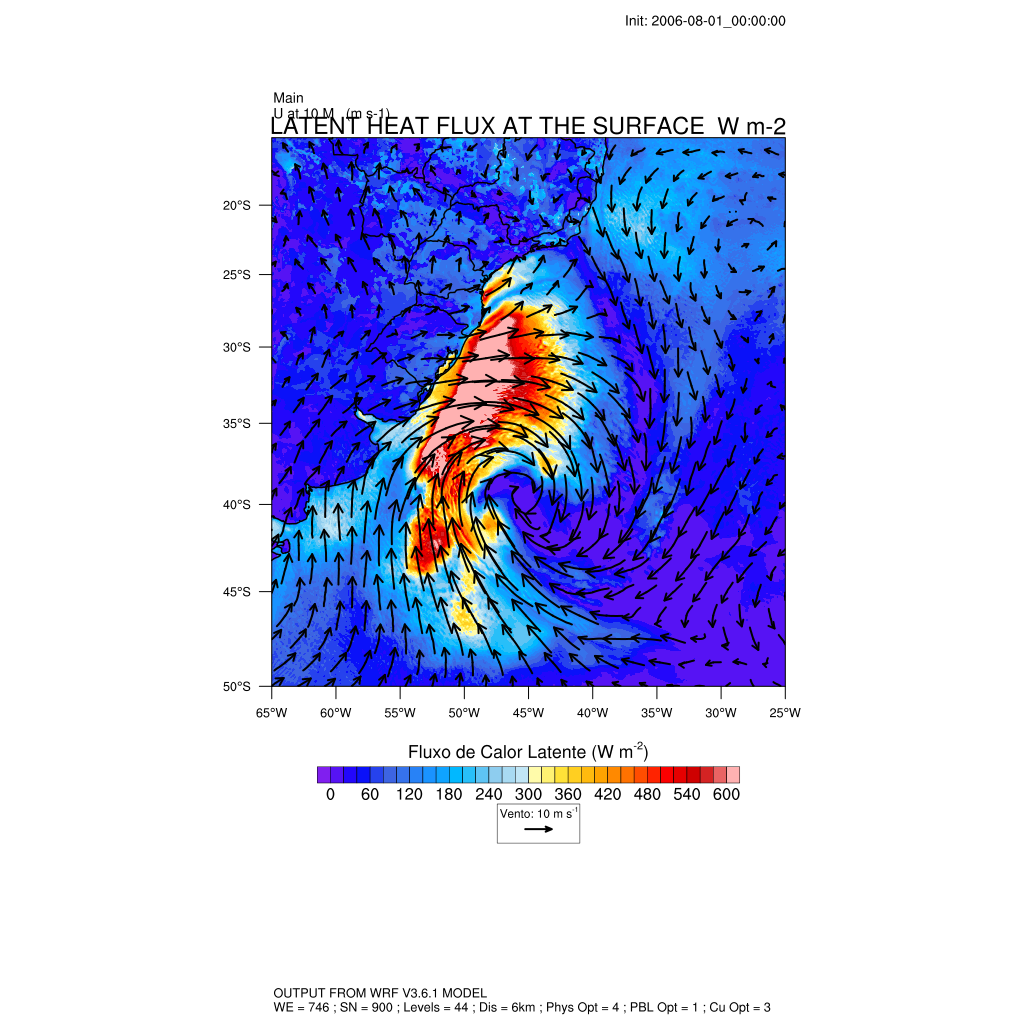 Init: 2006-08-01_00:00:00
Main
U at 10 M (m s-1)
LATENT HEAT FLUX AT THE SURFACE W m-2
20°S
25°S
30°S
35°S
40°S
45°S
50°S
65°W 60°W 55°W 50°W 45°W 40°W 35°W 30°W 25°W
Fluxo de Calor Latente (W m-2)
0 60 120 180 240 300 360 420 480 540 600
Vento: 10 m s-1
OUTPUT FROM WRF V3.6.1 MODEL
WE = 746 ; SN = 900 ; Levels = 44 ; Dis = 6km ; Phys Opt = 4 ; PBL Opt = 1 ; Cu Opt = 3